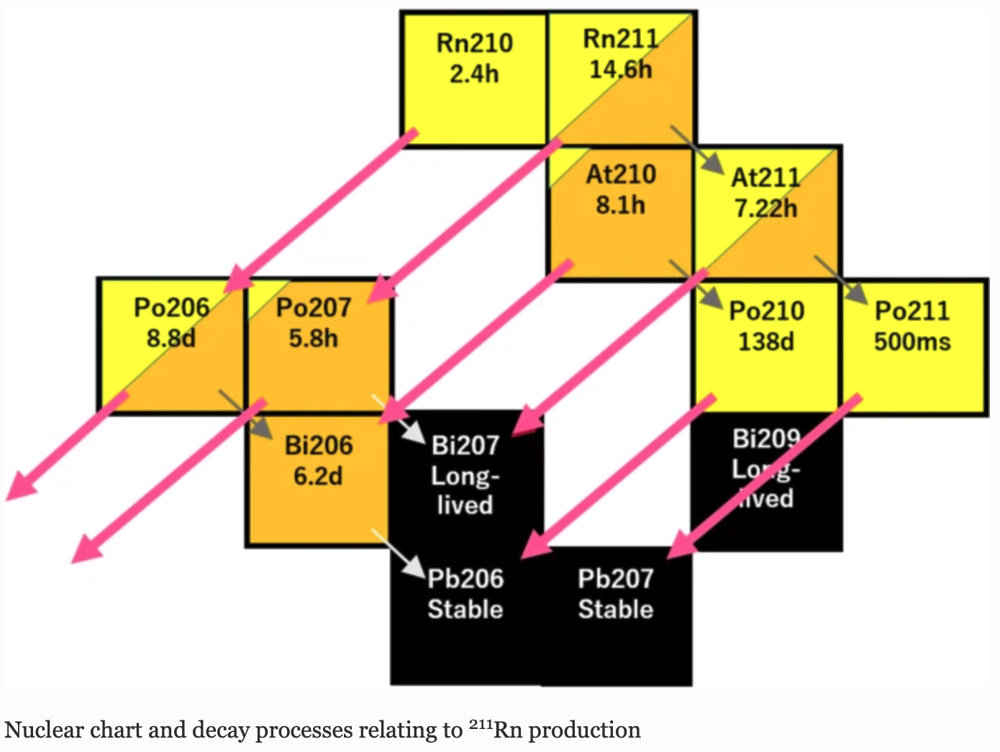 Rn210
2.4h
Rn211
14.6h
At210
8.1h
At211
7.22h
Po206
8.8d
Po207
5.8h
Po210
138d
Po211
500ms
Bi206
6.2d
Bi207
Long-
lived
Bi209
Long-
lived
Pb206
Stable
Pb207
Stable
Nuclear chart and decay processes relating to ²¹¹Rn production